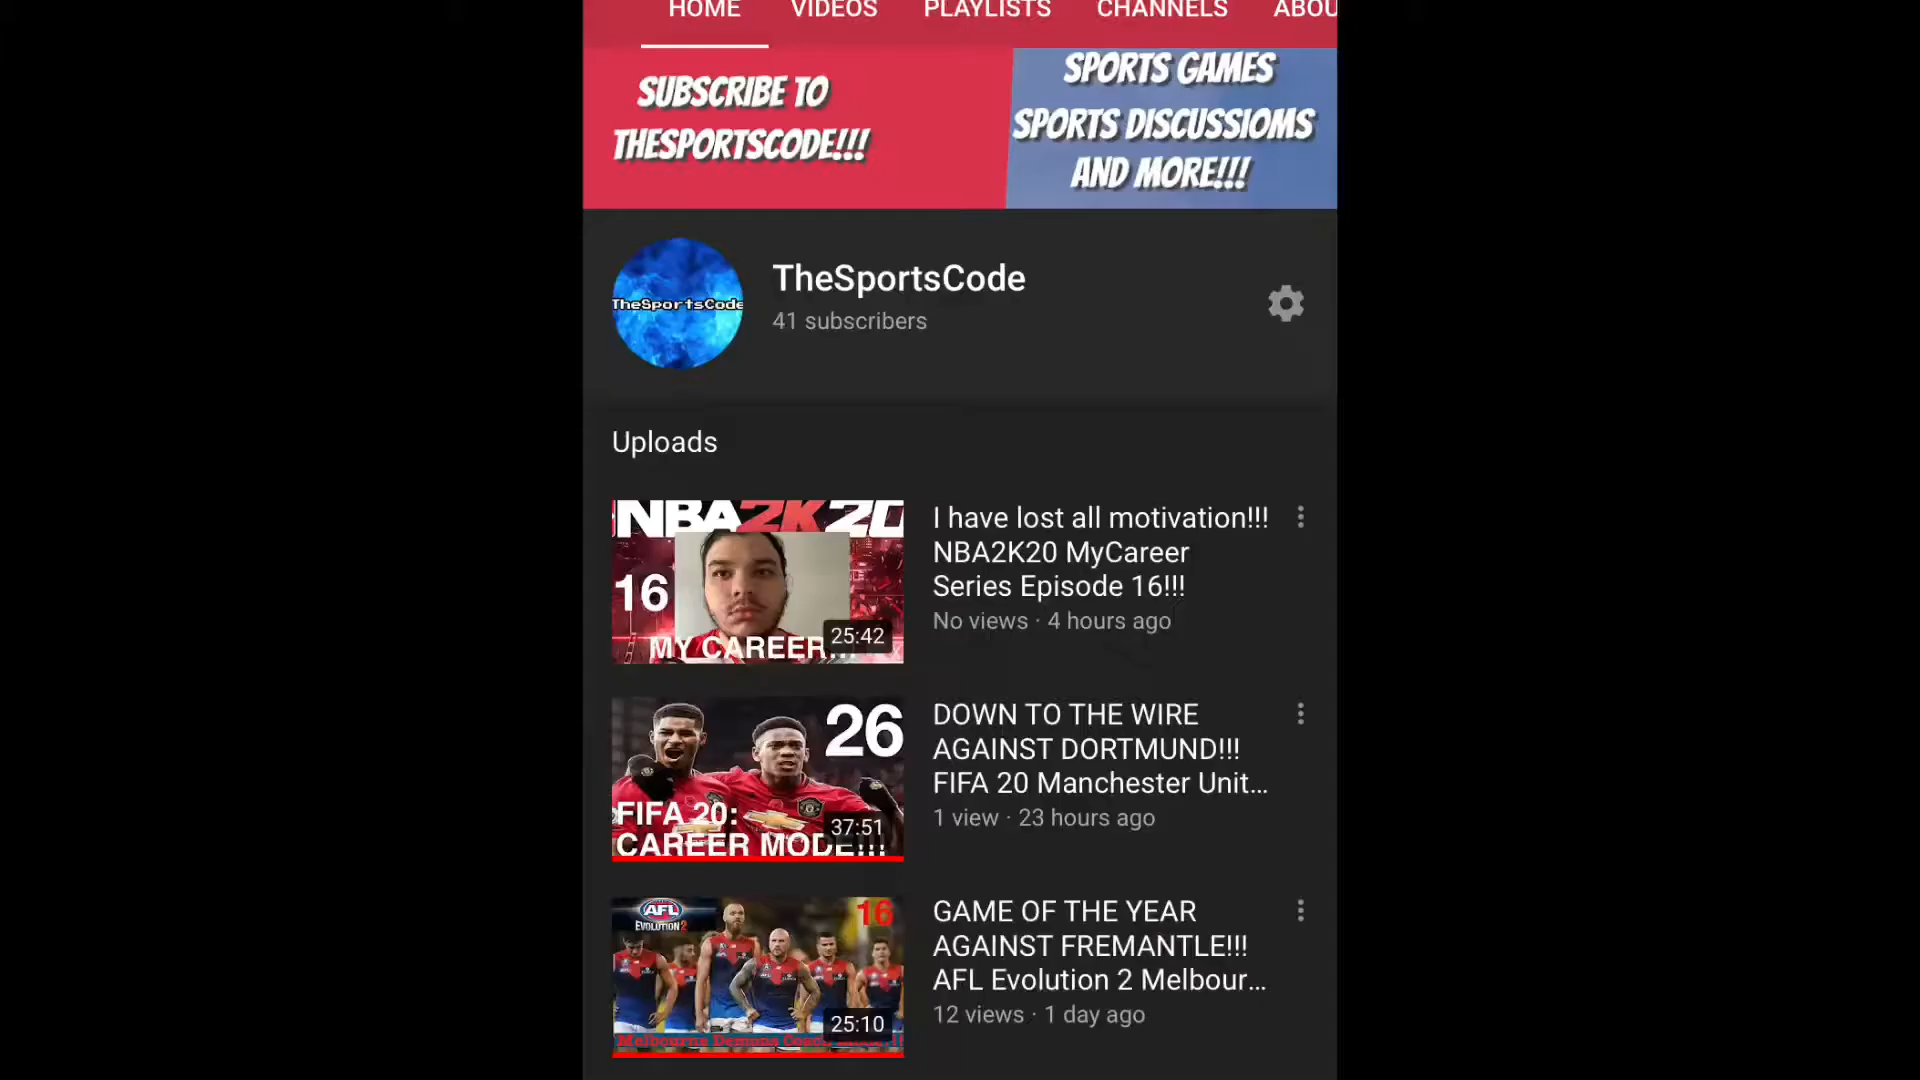 HOME VIDEOS PLAYLISTS CHANNELS ABOU
SUBSCRIBE TO
THESPORTSCODE!!!
SPORTS GAMES
SPORTS DISCUSSIOMS
AND MORE!!!
TheSportsCode
TheSportsCode
41 subscribers
Uploads
NBA2K20
16
MY CAREER...
25:42
I have lost all motivation!!!
NBA2K20 MyCareer
Series Episode 16!!!
No views · 4 hours ago
26
FIFA 20:
CAREER MODE!!!
37:51
DOWN TO THE WIRE
AGAINST DORTMUND!!!
FIFA 20 Manchester Unit...
1 view · 23 hours ago
AFL
EVOLUTION 2
16
25:10
Melbourne Demons Coach
GAME OF THE YEAR
AGAINST FREMANTLE!!!
AFL Evolution 2 Melbour...
12 views · 1 day ago